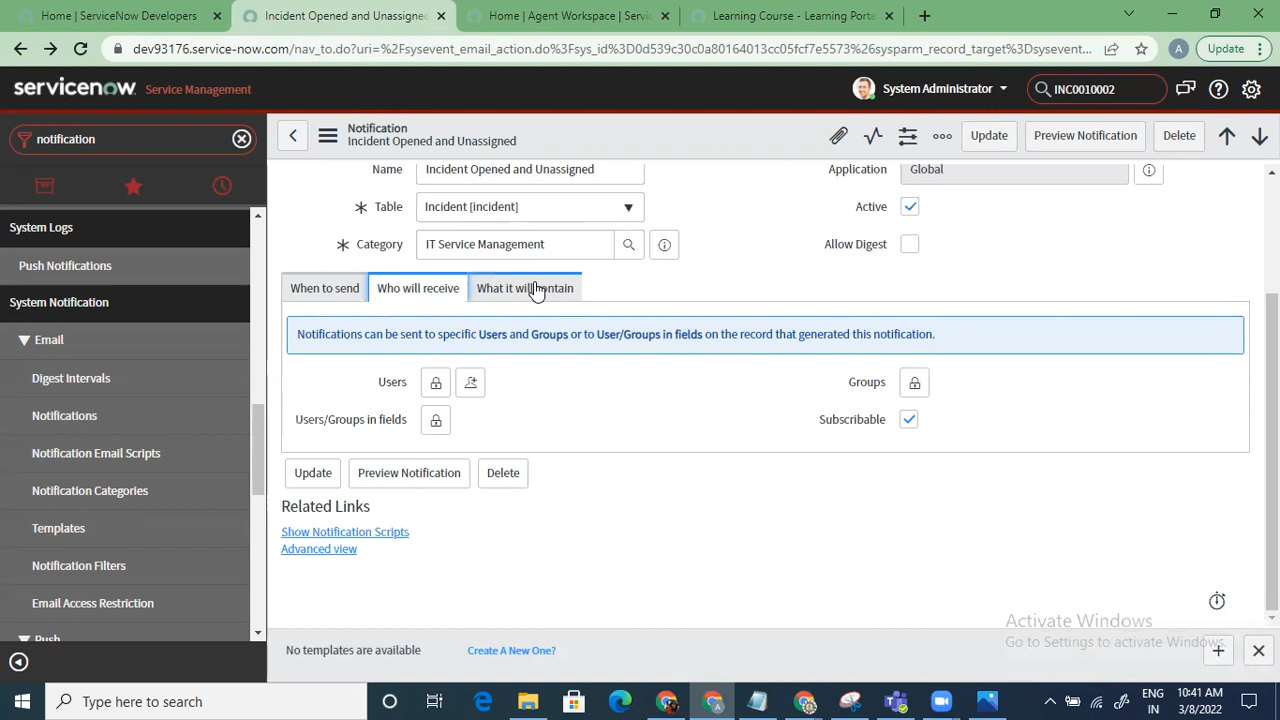 Home | ServiceNow Developers
Incident Opened and Unassigned
Home | Agent Workspace | Servic
Learning Course - Learning Porta
dev93176.service-now.com/nav_to.do?uri=%2Fsysevent_email_action.do%3Fsys_id%3D0d539c30c0a80164013cc05fcf7e5573%26sysparm_record_target%3Dsysevent...
A
Update
servicenow. Service Management
System Administrator
INC0010002
notification
Notification
Incident Opened and Unassigned
Update
Preview Notification
Delete
System Logs
Push Notifications
System Notification
Email
Digest Intervals
Notifications
Notification Email Scripts
Notification Categories
Templates
Notification Filters
Email Access Restriction
Push
Name
Incident Opened and Unassigned
Application
Global
Table
Incident [incident]
Active
Category
IT Service Management
Allow Digest
When to send
Who will receive
Notifications can be sent to specific Users and Groups or to User/Groups in fields on the record that generated this notification.
Users
Groups
Users/Groups in fields
Subscribable
Update
Preview Notification
Delete
Related Links
Show Notification Scripts
Advanced view
Activate Windows
Go to Settings to activate Windows.
No templates are available
Create A New One?
Type here to search
A
ENG
IN
10:41 AM
3/8/2022